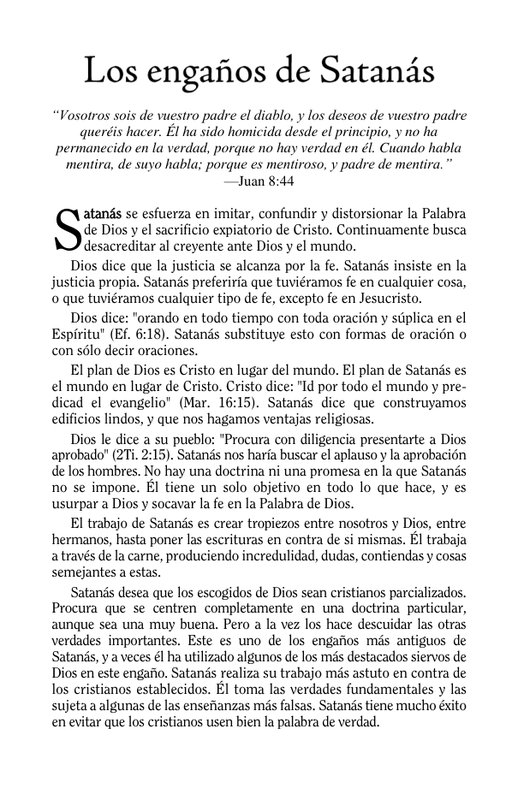 Los engaños de Satanás
“Vosotros sois de vuestro padre el diablo, y los deseos de vuestro padre
queréis hacer. Él ha sido homicida desde el principio, y no ha
permanecido en la verdad, porque no hay verdad en él. Cuando habla
mentira, de suyo habla; porque es mentiroso, y padre de mentira.”
—Juan 8:44
Satanás se esfuerza en imitar, confundir y distorsionar la Palabra
de Dios y el sacrificio expiatorio de Cristo. Continuamente busca
desacreditar al creyente ante Dios y el mundo.
Dios dice que la justicia se alcanza por la fe. Satanás insiste en la
justicia propia. Satanás preferiría que tuviéramos fe en cualquier cosa,
o que tuviéramos cualquier tipo de fe, excepto fe en Jesucristo.
Dios dice: "orando en todo tiempo con toda oración y súplica en el
Espíritu" (Ef. 6:18). Satanás substituye esto con formas de oración o
con sólo decir oraciones.
El plan de Dios es Cristo en lugar del mundo. El plan de Satanás es
el mundo en lugar de Cristo. Cristo dice: "Id por todo el mundo y pre-
dicad el evangelio" (Mar. 16:15). Satanás dice que construyamos
edificios lindos, y que nos hagamos ventajas religiosas.
Dios le dice a su pueblo: "Procura con diligencia presentarte a Dios
aprobado" (2Ti. 2:15). Satanás nos haría buscar el aplauso y la aprobación
de los hombres. No hay una doctrina ni una promesa en la que Satanás
no se impone. Él tiene un solo objetivo en todo lo que hace, y es
usurpar a Dios y socavar la fe en la Palabra de Dios.
El trabajo de Satanás es crear tropiezos entre nosotros y Dios, entre
hermanos, hasta poner las escrituras en contra de si mismas. Él trabaja
a través de la carne, produciendo incredulidad, dudas, contiendas y cosas
semejantes a estas.
Satanás desea que los escogidos de Dios sean cristianos parcializados.
Procura que se centren completamente en una doctrina particular,
aunque sea una muy buena. Pero a la vez los hace descuidar las otras
verdades importantes. Este es uno de los engaños más antiguos de
Satanás, y a veces él ha utilizado algunos de los más destacados siervos de
Dios en este engaño. Satanás realiza su trabajo más astuto en contra de
los cristianos establecidos. Él toma las verdades fundamentales y las
sujeta a algunas de las enseñanzas más falsas. Satanás tiene mucho éxito
en evitar que los cristianos usen bien la palabra de verdad.